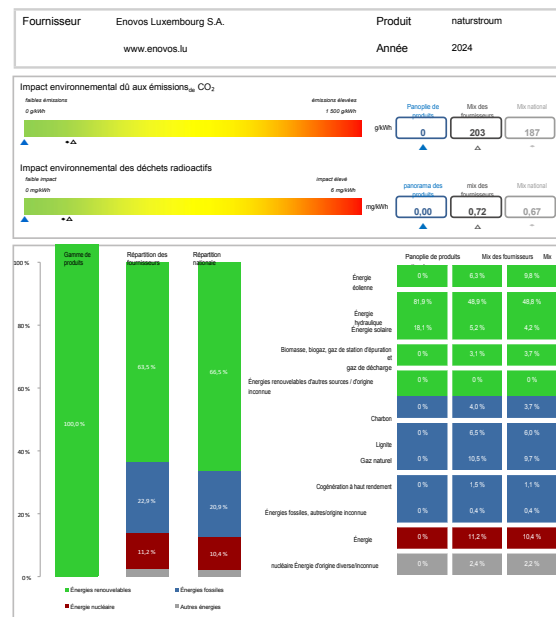 Fournisseur Enovos Luxembourg S.A. Produit naturstroum
www.enovos.lu Année 2024
Impact environnemental dû aux émissions de CO2
faibles émissions émissions élevées
0 g/kWh 1 500 g/kWh
Panoplie de produits Mix des fournisseurs Mix national
g/kWh 0 203 187
Impact environnemental des déchets radioactifs
faible impact impact élevé
0 mg/kWh 6 mg/kWh
panorama des produits mix des fournisseurs Mix national
mg/kWh 0,00 0,72 0,67
Gamme de produits
Répartition des fournisseurs
Répartition nationale
100 %
80 %
60 %
40 %
20 %
0 %
100,0 %
63,5 %
22,9 %
11,2 %
66,5 %
20,9 %
10,4 %
Énergies renouvelables Énergies fossiles
Énergie nucléaire Autres énergies
Panoplie de produits Mix des fournisseurs Mix
Énergie éolienne 0 % 6,3 % 9,8 %
Énergie hydraulique 81,9 % 48,9 % 48,8 %
Énergie solaire 18,1 % 5,2 % 4,2 %
Biomasse, biogaz, gaz de station d'épuration et gaz de décharge 0 % 3,1 % 3,7 %
Énergies renouvelables d'autres sources / d'origine inconnue 0 % 0 % 0 %
Charbon 0 % 4,0 % 3,7 %
Lignite 0 % 6,5 % 6,0 %
Gaz naturel 0 % 10,5 % 9,7 %
Cogénération à haut rendement 0 % 1,5 % 1,1 %
Énergies fossiles, autres/origine inconnue 0 % 0,4 % 0,4 %
Énergie 0 % 11,2 % 10,4 %
nucléaire Énergie d'origine diverse/inconnue 0 % 2,4 % 2,2 %